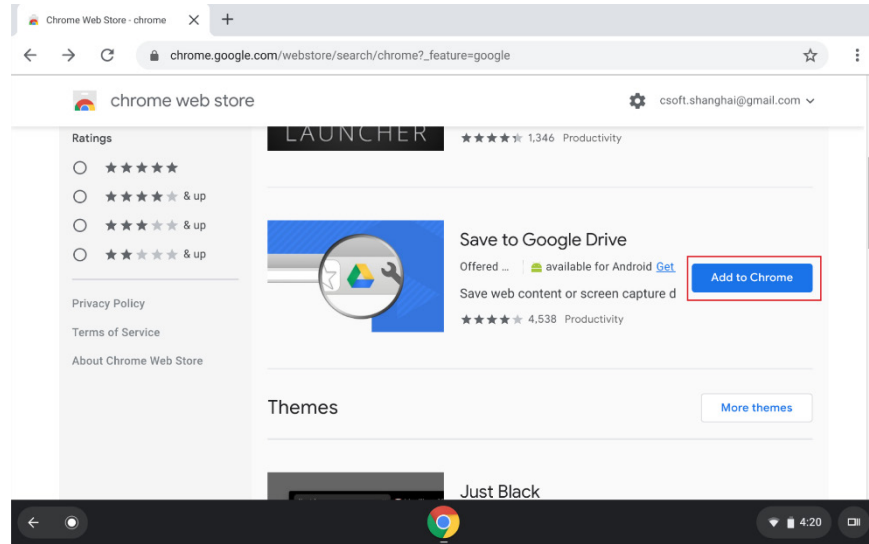 Chrome Web Store - chrome
chrome.google.com/webstore/search/chrome?_feature=google
chrome web store
csoft.shanghai@gmail.com
Ratings
& up
& up
& up
Privacy Policy
Terms of Service
About Chrome Web Store
LAUNCHER
1,346 Productivity
Save to Google Drive
Offered ... available for Android Get
Save web content or screen capture d
4,538 Productivity
Add to Chrome
Themes
More themes
Just Black
4:20